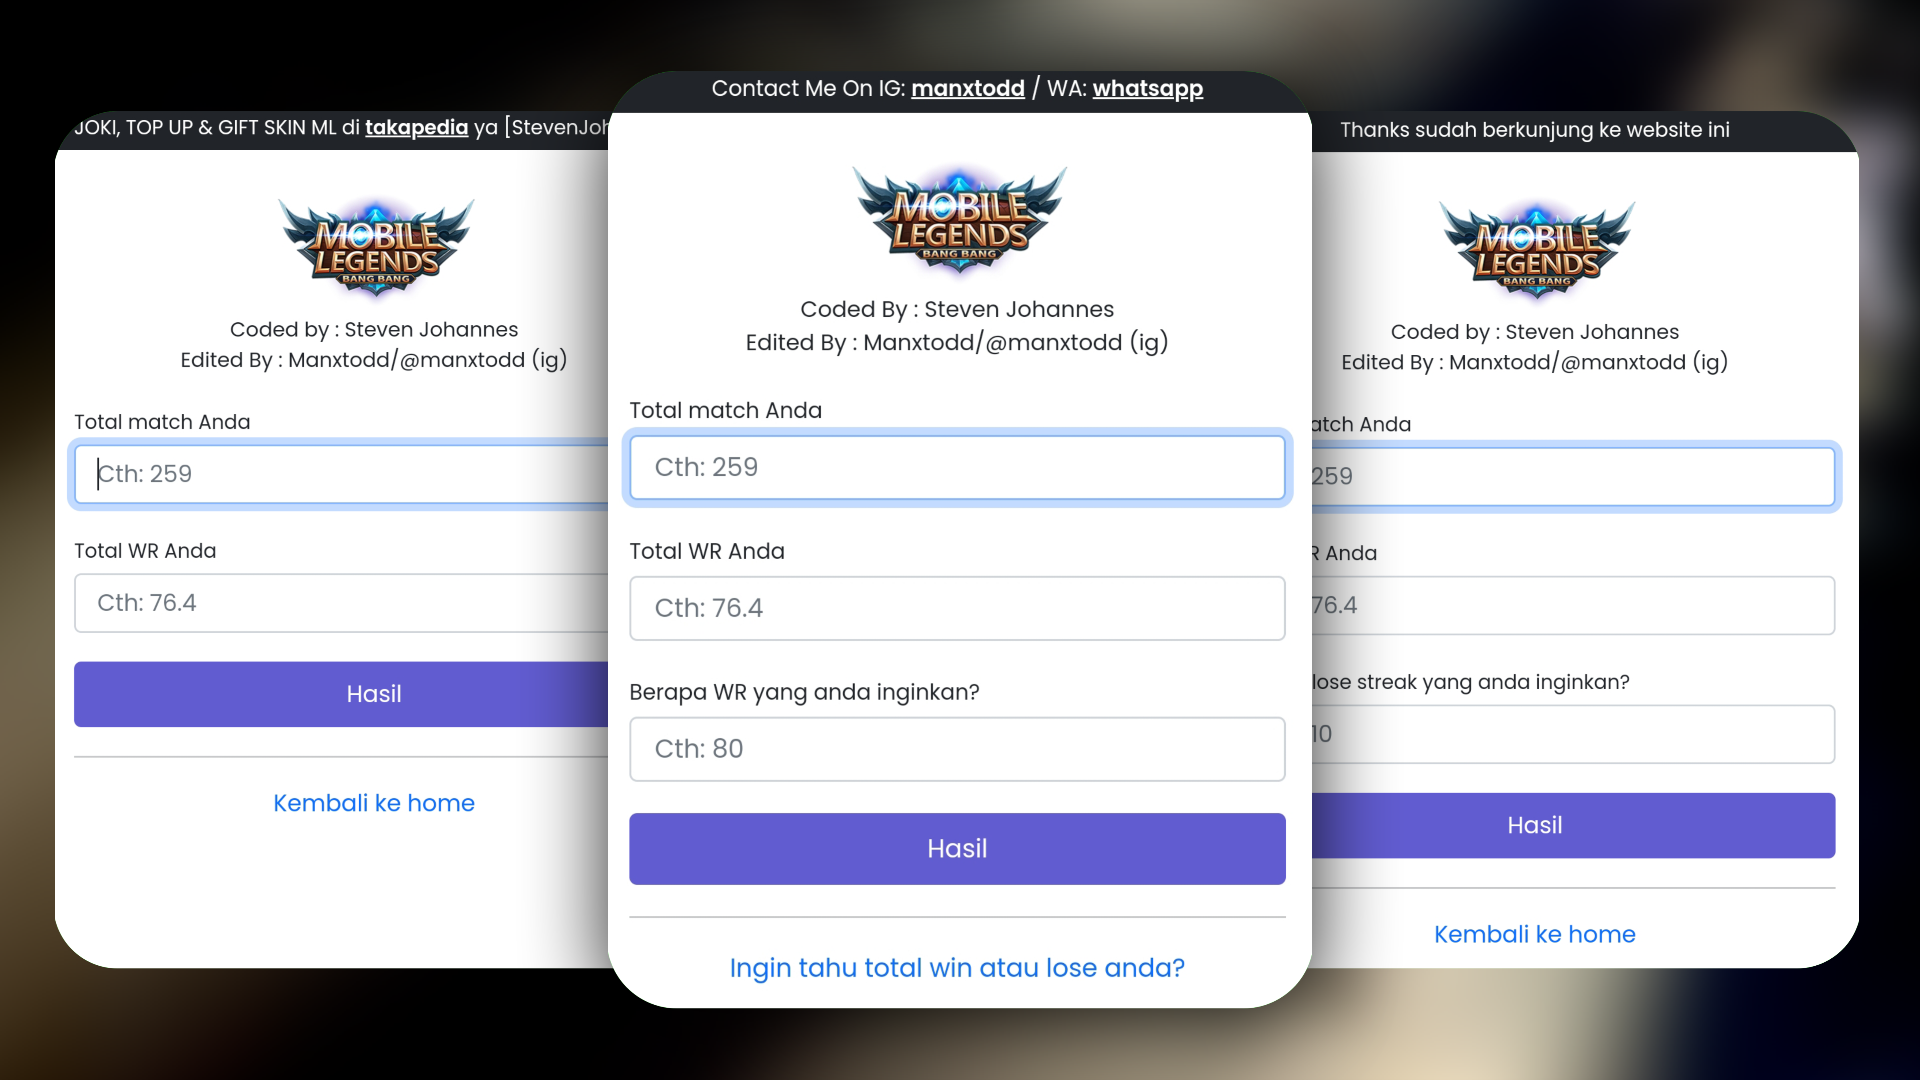 JOKI, TOP UP & GIFT SKIN ML di takapedia ya [StevenJoh
MOBILE
LEGENDS
BANG BANG
Coded by : Steven Johannes
Edited By : Manxtodd/@manxtodd (ig)
Total match Anda
Cth: 259
Total WR Anda
Cth: 76.4
Hasil
Kembali ke home
Contact Me On IG: manxtodd / WA: whatsapp
MOBILE
LEGENDS
BANG BANG
Coded By : Steven Johannes
Edited By : Manxtodd/@manxtodd (ig)
Total match Anda
Cth: 259
Total WR Anda
Cth: 76.4
Berapa WR yang anda inginkan?
Cth: 80
Hasil
Ingin tahu total win atau lose anda?
Thanks sudah berkunjung ke website ini
MOBILE
LEGENDS
BANG BANG
Coded by : Steven Johannes
Edited By : Manxtodd/@manxtodd (ig)
atch Anda
259
R Anda
76.4
lose streak yang anda inginkan?
10
Hasil
Kembali ke home